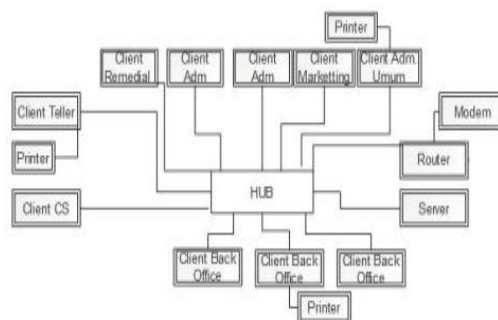 Printer
Client
Remedial
Client
Adm
Client
Adm
Client
Marketting
Client Adm.
Umum
Client Teller
Modem
Printer
Router
HUB
Client CS
Server
Client Back
Office
Client Back
Office
Client Back
Office
Printer